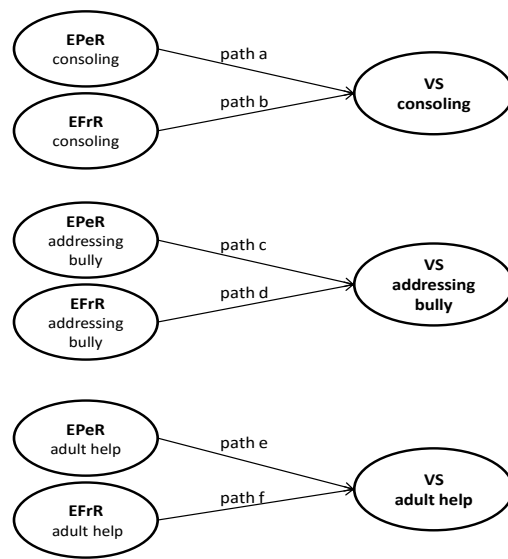 EPeR
consoling
path a
VS
consoling
path b
EFrR
consoling
EPeR
addressing
bully
path c
VS
addressing
bully
path d
EFrR
addressing
bully
EPeR
adult help
path e
VS
adult help
path f
EFrR
adult help